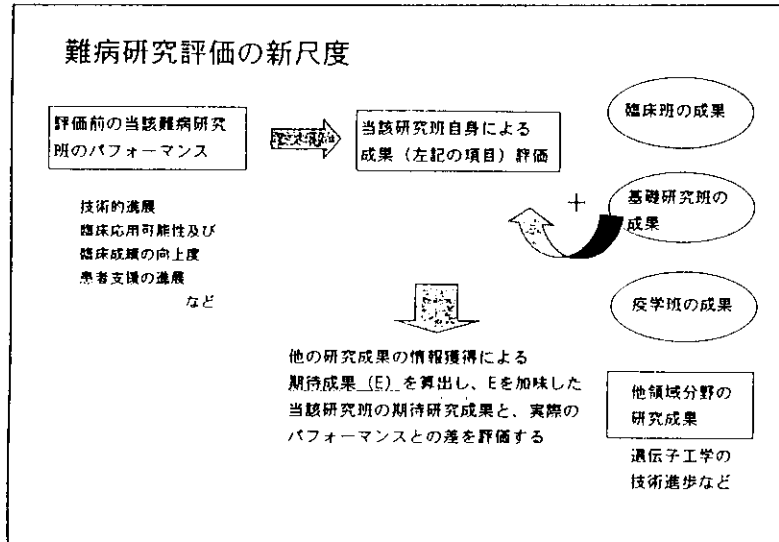 難病研究評価の新尺度
評価前の当該難病研究
班のパフォーマンス
技術的進展
臨床応用可能性及び
臨床成績の向上度
患者支援の進展
など
当該研究班自身による
成果（左記の項目）評価
臨床班の成果
+
基礎研究班の
成果
疫学班の成果
他領域分野の
研究成果
遺伝子工学の
技術進歩など
他の研究成果の情報獲得による
期待成果（E）を算出し、Eを加味した
当該研究班の期待研究成果と、実際の
パフォーマンスとの差を評価する